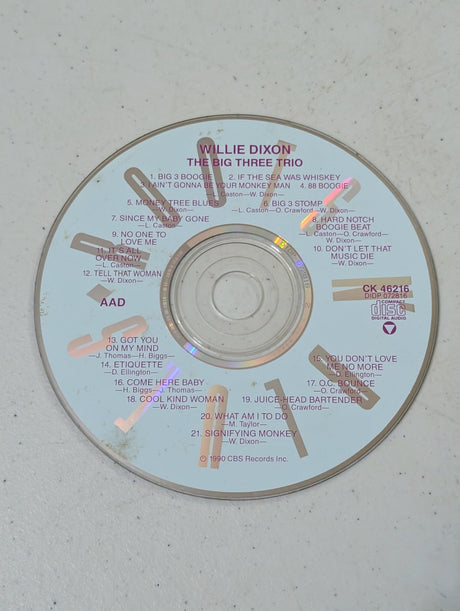 WILLIE DIXON
THE BIG THREE TRIO
1. BIG 3 BOOGIE 2. IF THE SEA WAS WHISKEY
3. I AIN'T GONNA BE YOUR MONKEY MAN 4. 88 BOOGIE
L. Caston—W. Dixon— —L. Caston—
5. MONEY TREE BLUES
—W. Dixon—
6. BIG 3 STOMP
—L. Caston—O. Crawford—W. Dixon—
7. SINCE MY BABY GONE
—L. Caston—
8. HARD NOTCH
BOOGIE BEAT
—L. Caston—O. Crawford—
W. Dixon—
9. NO ONE TO
LOVE ME
10. DON'T LET THAT
MUSIC DIE
—W. Dixon—
11. IT'S ALL
OVER NOW
—L. Caston—
12. TELL THAT WOMAN
—W. Dixon—
CK 46216
DIDP 072816
COMPACT
disc
DIGITAL AUDIO
AAD
13. GOT YOU
ON MY MIND
—J. Thomas—H. Biggs—
14. ETIQUETTE
—D. Ellington—
15. YOU DON'T LOVE
ME NO MORE
—D. Ellington—
16. COME HERE BABY
—H. Biggs—J. Thomas—
17. O.C. BOUNCE
—O. Crawford—
18. COOL KIND WOMAN
—W. Dixon—
19. JUICE-HEAD BARTENDER
—O. Crawford—
20. WHAT AM I TO DO
—M. Taylor—
21. SIGNIFYING MONKEY
—W. Dixon—
℗ 1990 CBS Records Inc.